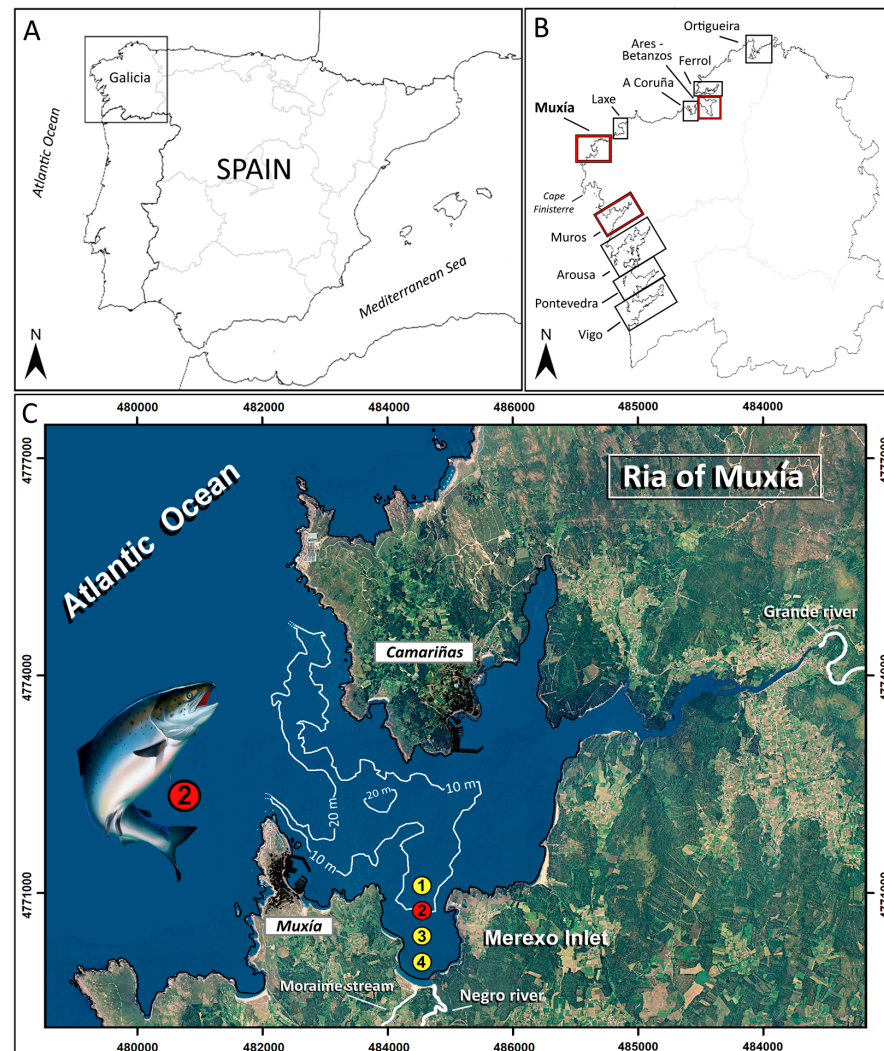 A
Galicia
Atlantic Ocean
SPAIN
Mediterranean Sea
N
B
Ortigueira
Ares -
Betanzos
Ferrol
A Coruña
Laxe
Muxía
Cape
Finisterre
Muros
Arousa
Pontevedra
Vigo
N
C
480000
482000
484000
486000
485000
484000
4777000
4777000
Ria of Muxía
Atlantic Ocean
Grande river
Camariñas
4774000
4774000
2
20 m
20 m
10 m
10 m
4771000
4771000
1
2
3
4
Muxía
Merexo Inlet
Moraime stream
Negro river
480000
482000
484000
486000
485000
484000